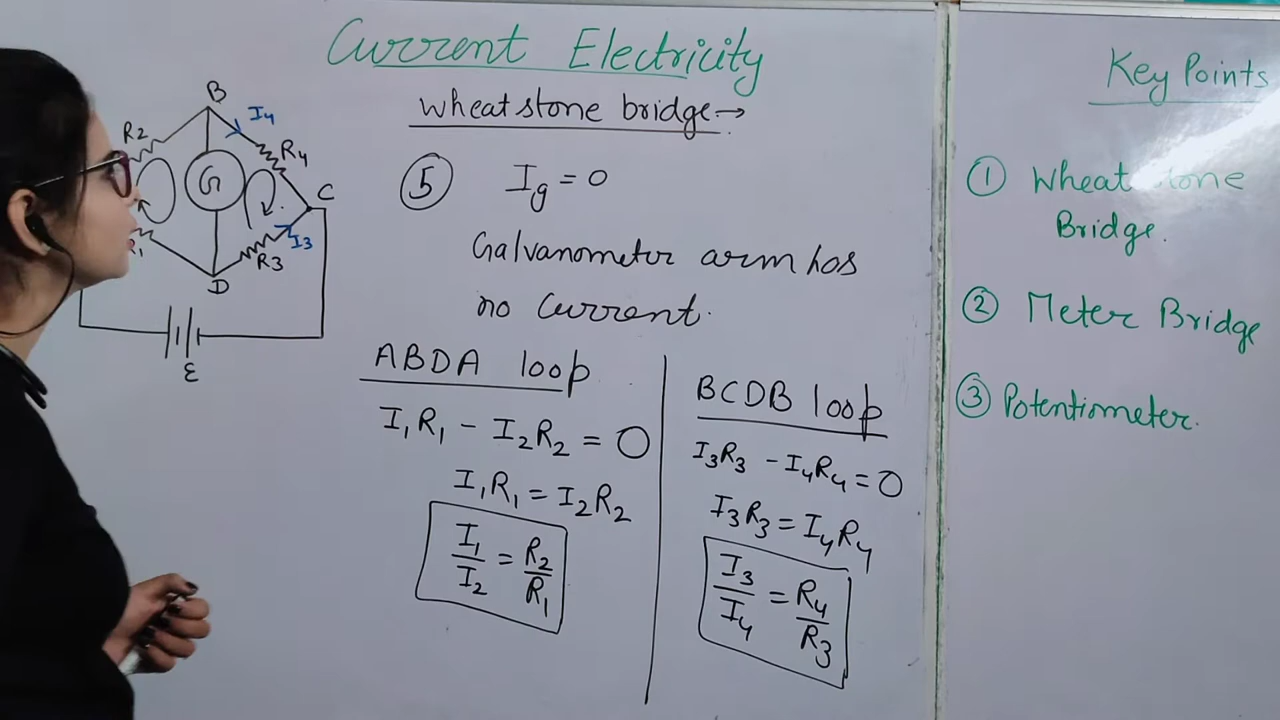 Current Electricity
Wheatstone bridge→
⑤ Ig = 0
Galvanometer arm has
no Current.
ABDA loop
I₁R₁ - I₂R₂ = 0
I₁R₁ = I₂R₂
I₁/I₂ = R₂/R₁
BCDB loop
I₃R₃ - I₄R₄ = 0
I₃R₃ = I₄R₄
I₃/I₄ = R₄/R₃
B
I₄
R2
R₄
G
C
I₃
R₁
R₃
D
E
Key Points
① Wheatstone
Bridge.
② Meter Bridge
③ Potentiometer.